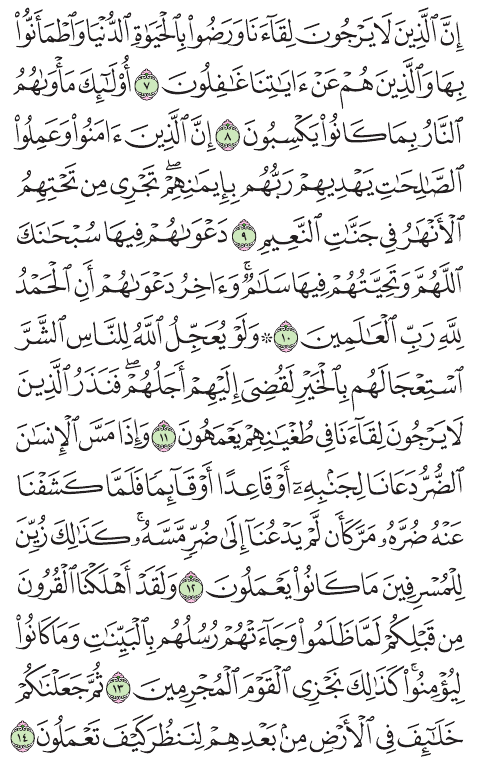 إِنَّ ٱلَّذِينَ لَا يَرْجُونَ لِقَآءَنَا وَرَضُوا۟ بِٱلْحَيَوٰةِ ٱلدُّنْيَا وَٱطْمَأَنُّوا۟
بِهَا وَٱلَّذِينَ هُمْ عَنْ ءَايَٰتِنَا غَٰفِلُونَ ٧ أُو۟لَٰٓئِكَ مَأْوَىٰهُمُ
ٱلنَّارُ بِمَا كَانُوا۟ يَكْسِبُونَ ٨ إِنَّ ٱلَّذِينَ ءَامَنُوا۟ وَعَمِلُوا۟
ٱلصَّٰلِحَٰتِ يَهْدِيهِمْ رَبُّهُم بِإِيمَٰنِهِمْ ۖ تَجْرِى مِن تَحْتِهِمُ
ٱلْأَنْهَٰرُ فِى جَنَّٰتِ ٱلنَّعِيمِ ٩ دَعْوَىٰهُمْ فِيهَا سُبْحَٰنَكَ
ٱللَّهُمَّ وَتَحِيَّتُهُمْ فِيهَا سَلَٰمٌ ۚ وَءَاخِرُ دَعْوَىٰهُمْ أَنِ ٱلْحَمْدُ
لِلَّهِ رَبِّ ٱلْعَٰلَمِينَ ١٠ ۞ وَلَوْ يُعَجِّلُ ٱللَّهُ لِلنَّاسِ ٱلشَّرَّ
ٱسْتِعْجَالَهُم بِٱلْخَيْرِ لَقُضِىَ إِلَيْهِمْ أَجَلُهُمْ ۖ فَنَذَرُ ٱلَّذِينَ
لَا يَرْجُونَ لِقَآءَنَا فِى طُغْيَٰنِهِمْ يَعْمَهُونَ ١١ وَإِذَا مَسَّ ٱلْإِنسَٰنَ
ٱلضُّرُّ دَعَانَا لِجَنۢبِهِۦٓ أَوْ قَاعِدًا أَوْ قَآئِمًا فَلَمَّا كَشَفْنَا
عَنْهُ ضُرَّهُۥ مَرَّ كَأَن لَّمْ يَدْعُنَآ إِلَىٰ ضُرٍّ مَّسَّهُۥ ۚ كَذَٰلِكَ زُيِّنَ
لِلْمُسْرِفِينَ مَا كَانُوا۟ يَعْمَلُونَ ١٢ وَلَقَدْ أَهْلَكْنَا ٱلْقُرُونَ
مِن قَبْلِكُمْ لَمَّا ظَلَمُوا۟ ۙ وَجَآءَتْهُمْ رُسُلُهُم بِٱلْبَيِّنَٰتِ وَمَا كَانُوا۟
لِيُؤْمِنُوا۟ ۚ كَذَٰلِكَ نَجْزِى ٱلْقَوْمَ ٱلْمُجْرِمِينَ ١٣ ثُمَّ جَعَلْنَٰكُمْ
خَلَٰٓئِفَ فِى ٱلْأَرْضِ مِنۢ بَعْدِهِمْ لِنَنظُرَ كَيْفَ تَعْمَلُونَ ١٤